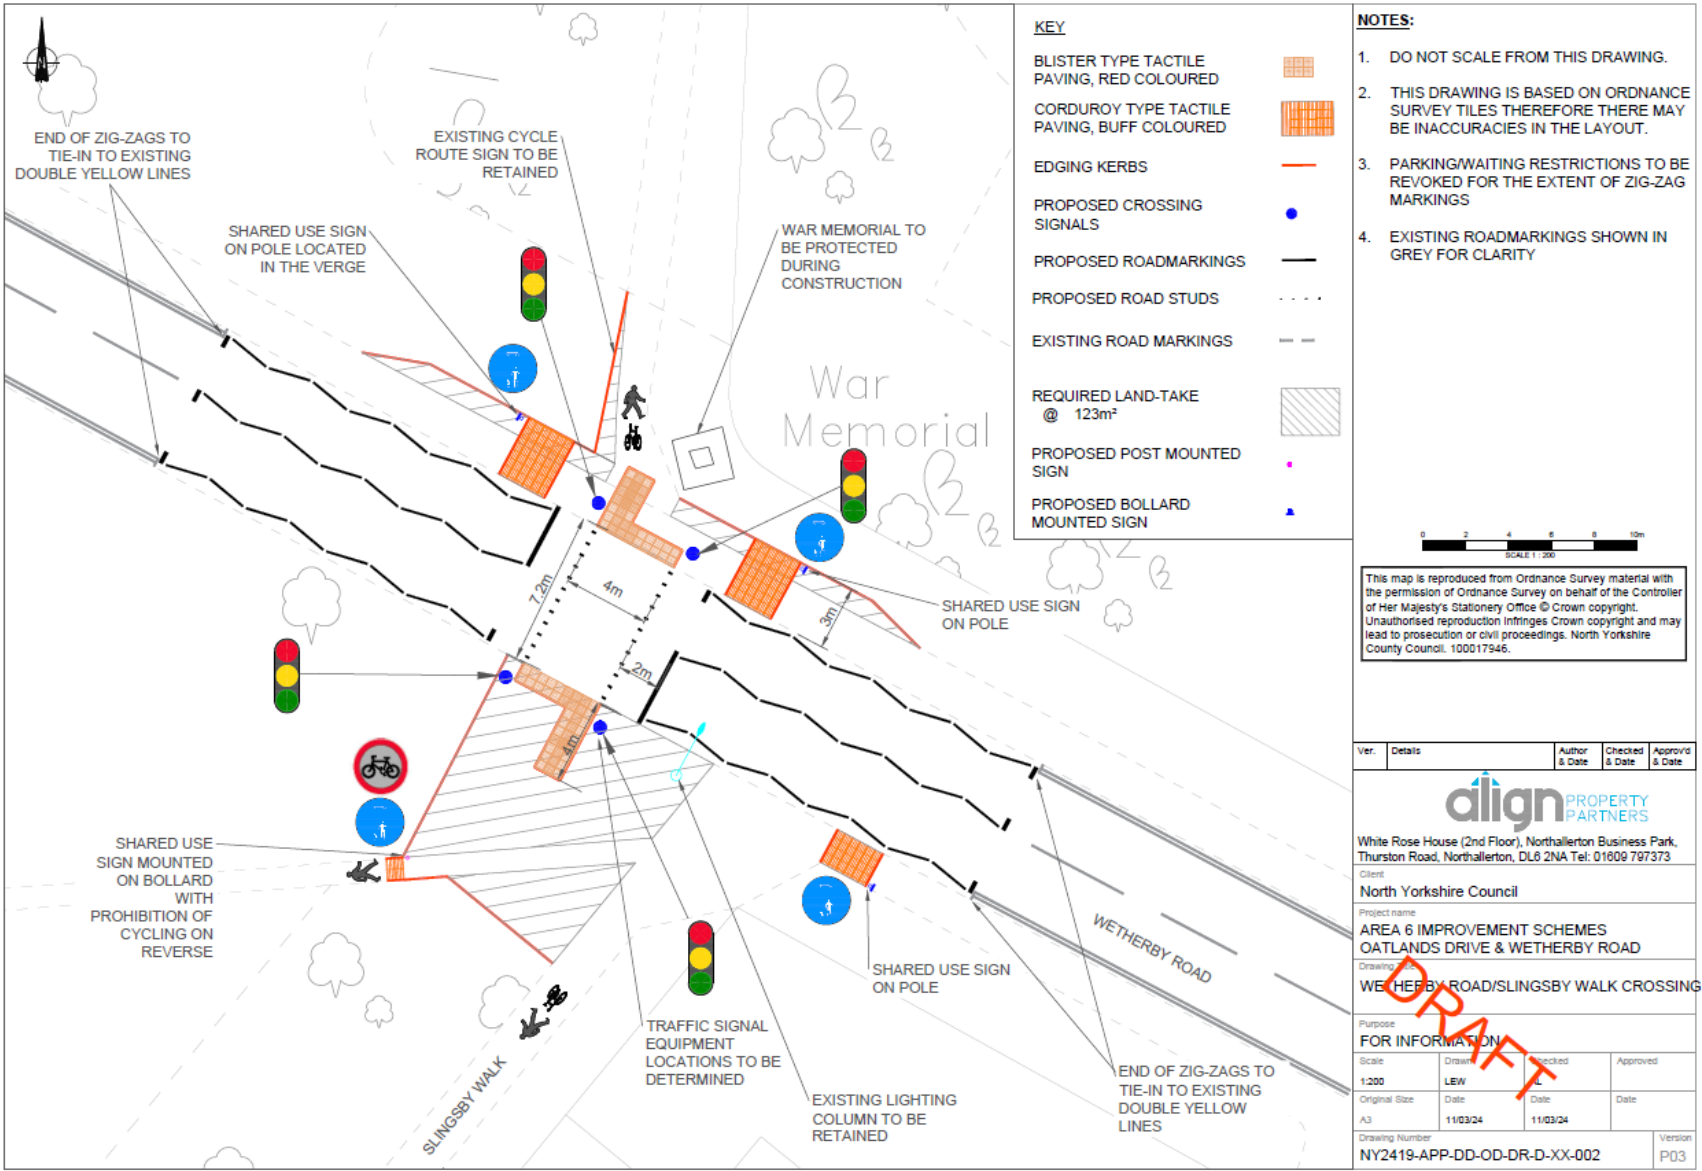 END OF ZIG-ZAGS TO
TIE-IN TO EXISTING
DOUBLE YELLOW LINES
EXISTING CYCLE
ROUTE SIGN TO BE
RETAINED
SHARED USE SIGN
ON POLE LOCATED
IN THE VERGE
WAR MEMORIAL TO
BE PROTECTED
DURING
CONSTRUCTION
War
Memorial
7.2m
4m
3m
2m
4m
SHARED USE SIGN
ON POLE
SHARED USE
SIGN MOUNTED
ON BOLLARD
WITH
PROHIBITION OF
CYCLING ON
REVERSE
SHARED USE SIGN
ON POLE
WETHERBY ROAD
TRAFFIC SIGNAL
EQUIPMENT
LOCATIONS TO BE
DETERMINED
SLINGSBY WALK
EXISTING LIGHTING
COLUMN TO BE
RETAINED
END OF ZIG-ZAGS TO
TIE-IN TO EXISTING
DOUBLE YELLOW
LINES
KEY
BLISTER TYPE TACTILE
PAVING, RED COLOURED
CORDUROY TYPE TACTILE
PAVING, BUFF COLOURED
EDGING KERBS
PROPOSED CROSSING
SIGNALS
PROPOSED ROADMARKINGS
PROPOSED ROAD STUDS
EXISTING ROAD MARKINGS
REQUIRED LAND-TAKE
@ 123m²
PROPOSED POST MOUNTED
SIGN
PROPOSED BOLLARD
MOUNTED SIGN
NOTES:
1. DO NOT SCALE FROM THIS DRAWING.
2. THIS DRAWING IS BASED ON ORDNANCE
SURVEY TILES THEREFORE THERE MAY
BE INACCURACIES IN THE LAYOUT.
3. PARKING/WAITING RESTRICTIONS TO BE
REVOKED FOR THE EXTENT OF ZIG-ZAG
MARKINGS
4. EXISTING ROADMARKINGS SHOWN IN
GREY FOR CLARITY
0 2 4 6 8 10m
SCALE 1 : 200
This map is reproduced from Ordnance Survey material with
the permission of Ordnance Survey on behalf of the Controller
of Her Majesty's Stationery Office © Crown copyright.
Unauthorised reproduction infringes Crown copyright and may
lead to prosecution or civil proceedings. North Yorkshire
County Council. 100017946.
Ver. Details Author & Date Checked & Date Approv'd & Date
align PROPERTY
PARTNERS
White Rose House (2nd Floor), Northallerton Business Park,
Thurston Road, Northallerton, DL6 2NA Tel: 01609 797373
Client
North Yorkshire Council
Project name
AREA 6 IMPROVEMENT SCHEMES
OATLANDS DRIVE & WETHERBY ROAD
Drawing Title
WETHERBY ROAD/SLINGSBY WALK CROSSING
Purpose
FOR INFORMATION
DRAFT
Scale Drawn Checked Approved
1:200 LEW
Original Size Date Date Date
A3 11/03/24 11/03/24
Drawing Number Version
NY2419-APP-DD-OD-DR-D-XX-002 P03